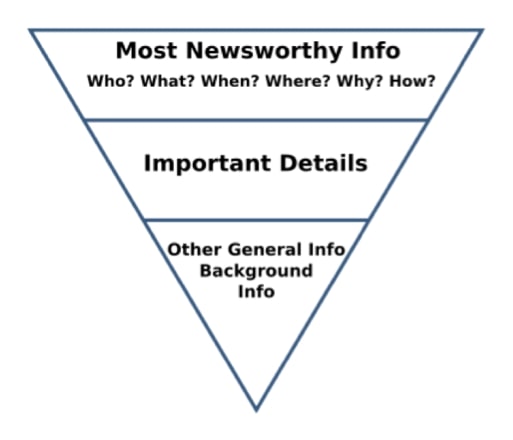 Most Newsworthy Info
Who? What? When? Where? Why? How?
Important Details
Other General Info
Background
Info